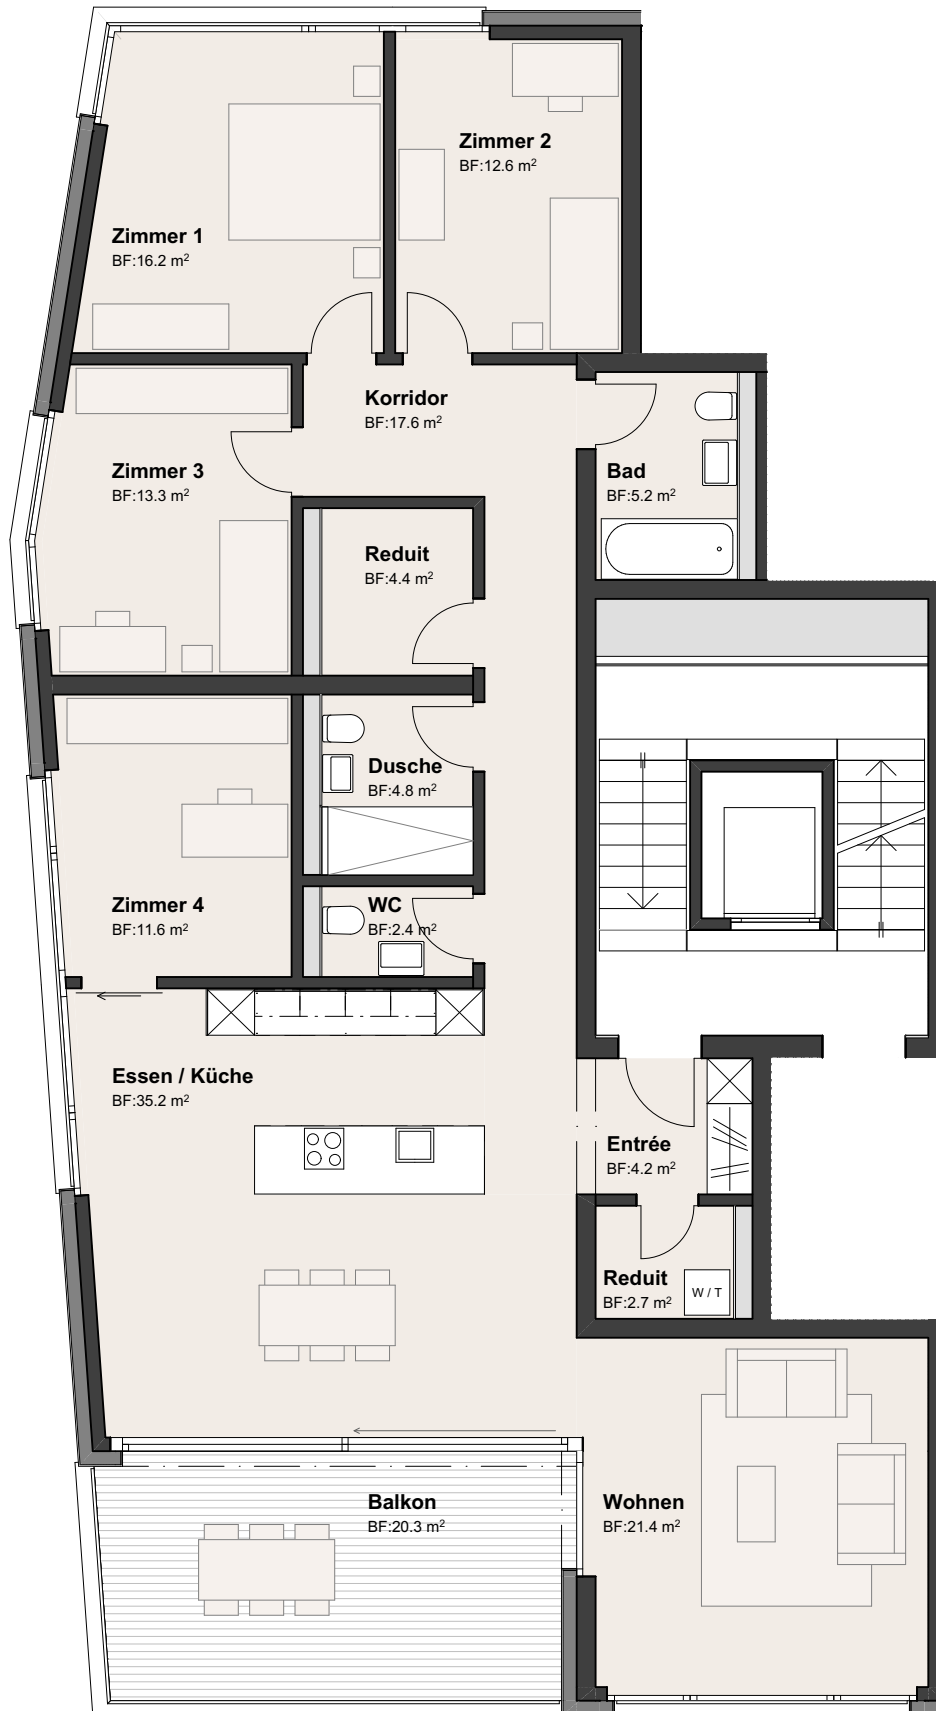 Zimmer 2
BF:12.6 m²
Zimmer 1
BF:16.2 m²
Korridor
BF:17.6 m²
Zimmer 3
BF:13.3 m²
Bad
BF:5.2 m²
Reduit
BF:4.4 m²
Dusche
BF:4.8 m²
Zimmer 4
BF:11.6 m²
WC
BF:2.4 m²
Essen / Küche
BF:35.2 m²
Entrée
BF:4.2 m²
Reduit
BF:2.7 m²
W / T
Balkon
BF:20.3 m²
Wohnen
BF:21.4 m²